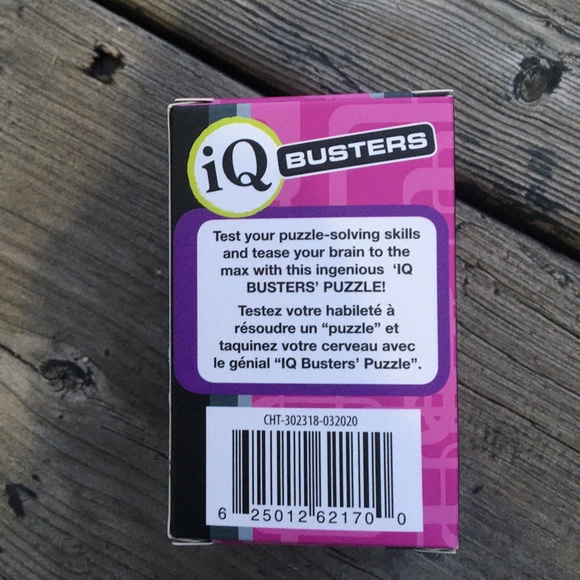 iQ BUSTERS
Test your puzzle-solving skills
and tease your brain to the
max with this ingenious ‘IQ
BUSTERS’ PUZZLE!
Testez votre habileté à
résoudre un “puzzle” et
taquinez votre cerveau avec
le génial “IQ Busters’ Puzzle”.
CHT-302318-032020
6 25012 62170 0